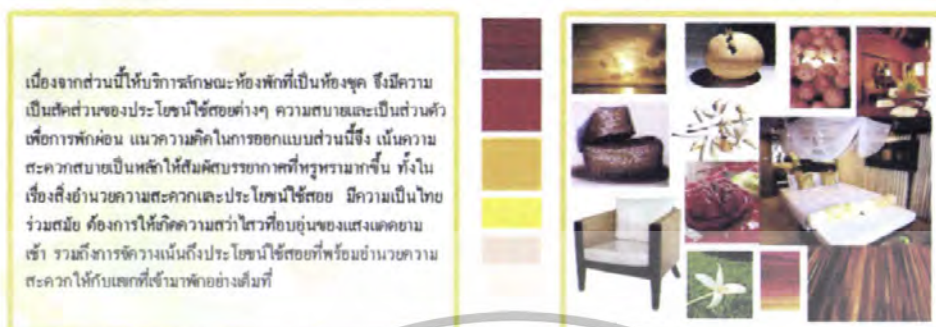 เนื่องจากส่วนนี้ให้บริการลักษณะห้องพักที่เป็นห้องชุด จึงมีความ
เป็นสัดส่วนของประโยชน์ใช้สอยต่างๆ ความสบายและเป็นส่วนตัว
เพื่อการพักผ่อน แนวความคิดในการออกแบบส่วนนี้จึง เน้นความ
สะดวกสบายเป็นหลักให้สัมผัสบรรยากาศที่หรูหรามากขึ้น ทั้งใน
เรื่องสิ่งอำนวยความสะดวกและประโยชน์ใช้สอย มีความเป็นไทย
ร่วมสมัย ต้องการให้เกิดความสว่างไสวที่อบอุ่นของแสงแดดยาม
เช้า รวมถึงการจัดวางเน้นถึงประโยชน์ใช้สอยที่พร้อมอำนวยความ
สะดวกให้กับแขกที่เข้ามาพักอย่างเต็มที่